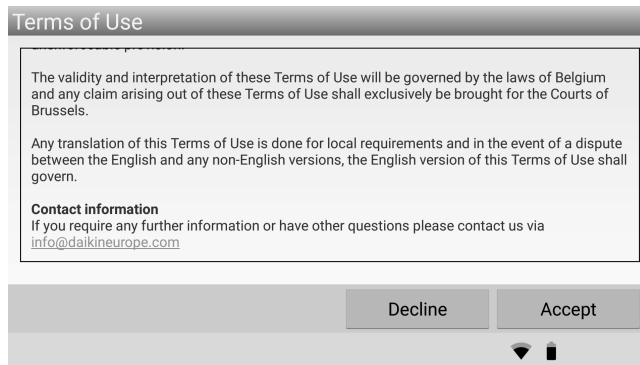 Terms of Use
The validity and interpretation of these Terms of Use will be governed by the laws of Belgium
and any claim arising out of these Terms of Use shall exclusively be brought for the Courts of
Brussels.
Any translation of this Terms of Use is done for local requirements and in the event of a dispute
between the English and any non-English versions, the English version of this Terms of Use shall
govern.
Contact information
If you require any further information or have other questions please contact us via
info@daikineurope.com
Decline
Accept